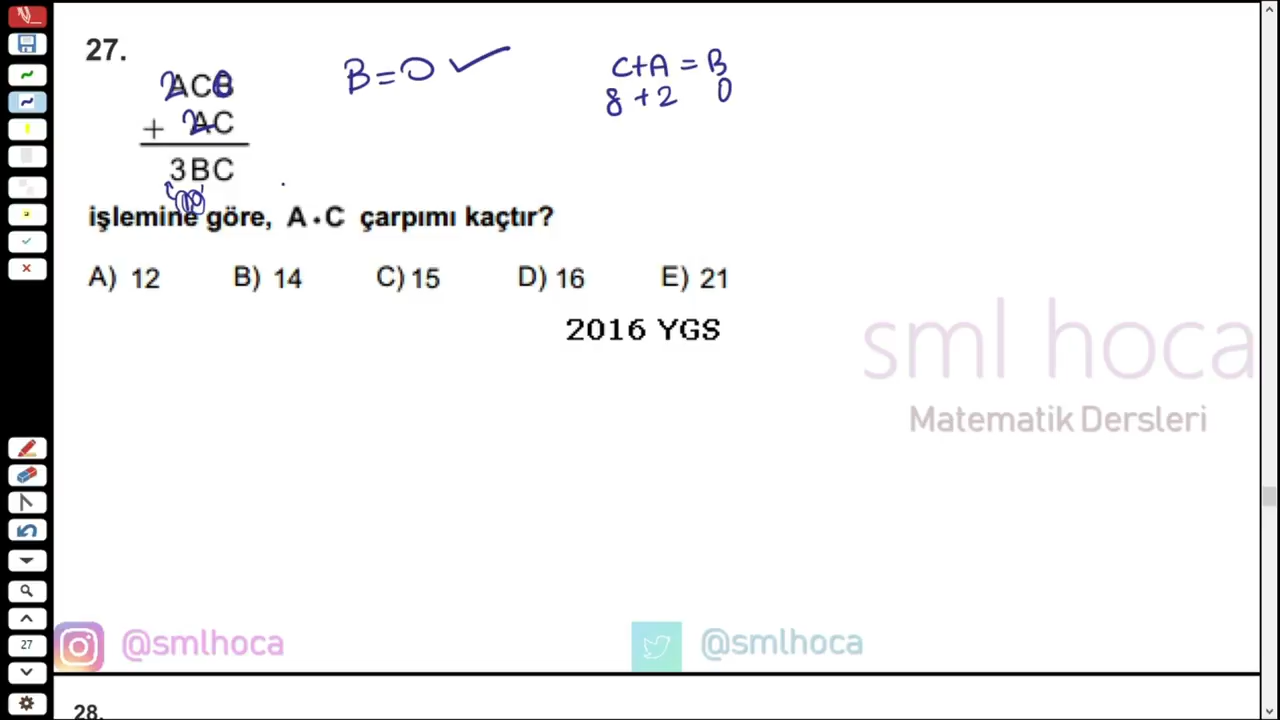 27.
B=0 ✓
C+A = B
8 + 2 0
ACB
+ AC
3BC
10
işlemine göre, A . C çarpımı kaçtır?
A) 12 B) 14 C) 15 D) 16 E) 21
2016 YGS
sml hoca
Matematik Dersleri
@smlhoca @smlhoca
27
28.